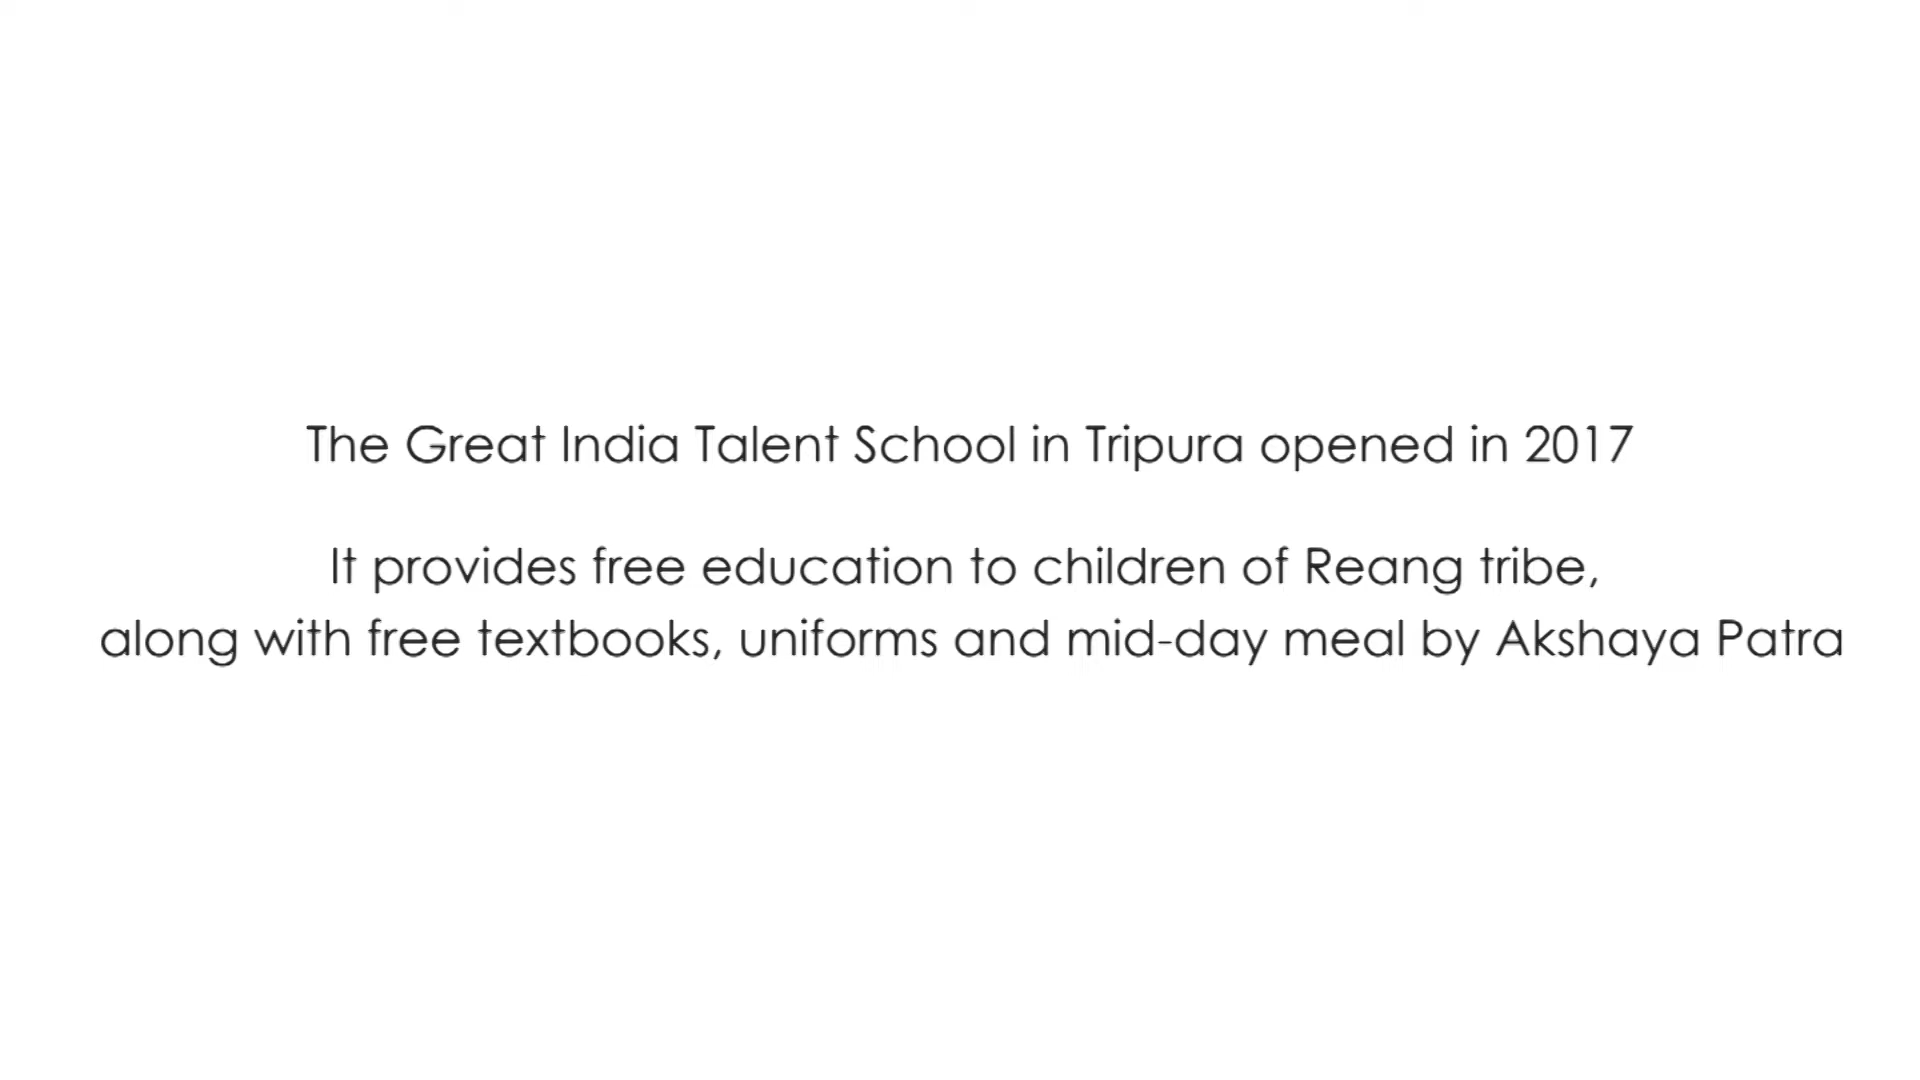 The Great India Talent School in Tripura opened in 2017
It provides free education to children of Reang tribe,
along with free textbooks, uniforms and mid-day meal by Akshaya Patra